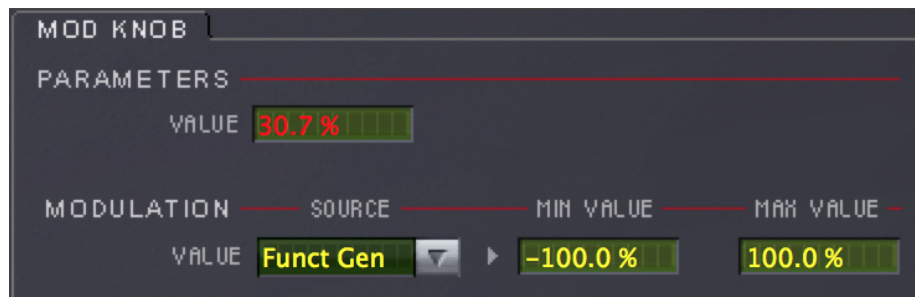 MOD KNOB
PARAMETERS
VALUE 30.7 %
MODULATION SOURCE MIN VALUE MAX VALUE
VALUE Funct Gen -100.0 % 100.0 %